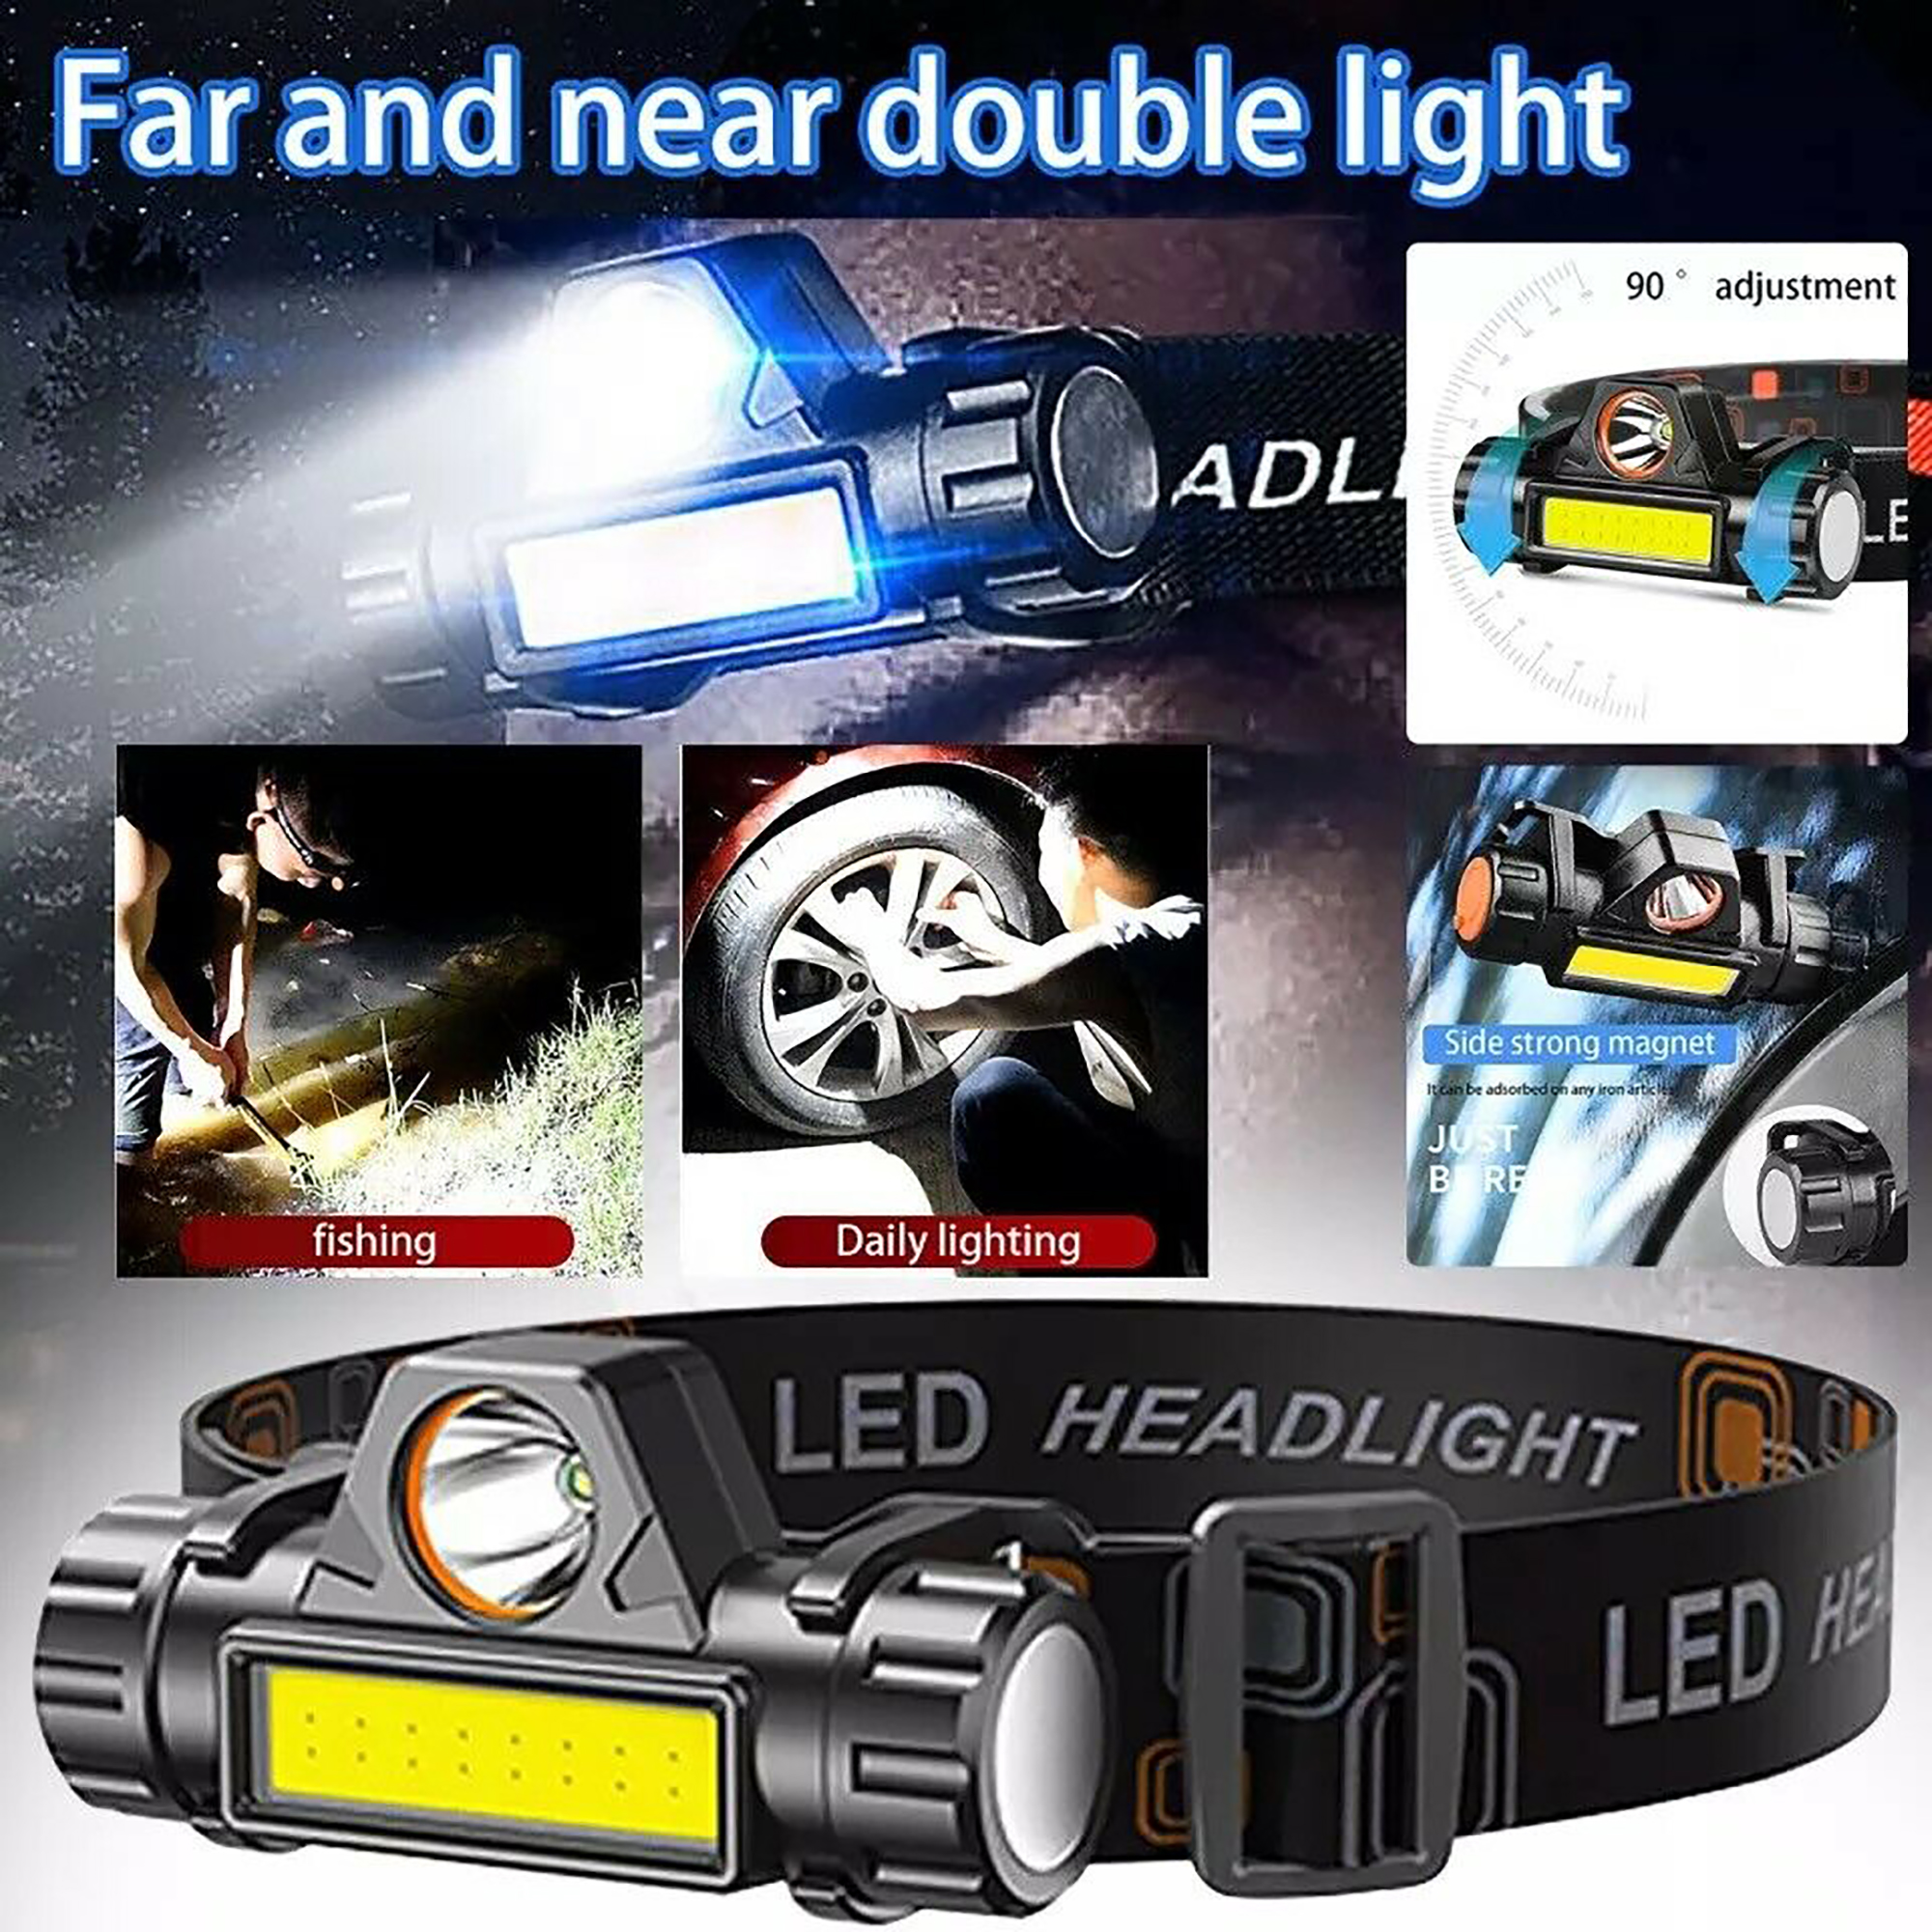 Far and near double light
90° adjustment
ADL
LE
Side strong magnet
It can be adsorbed on any iron article
JUST
fishing
Daily lighting
LED HEADLIGHT
LED HEA